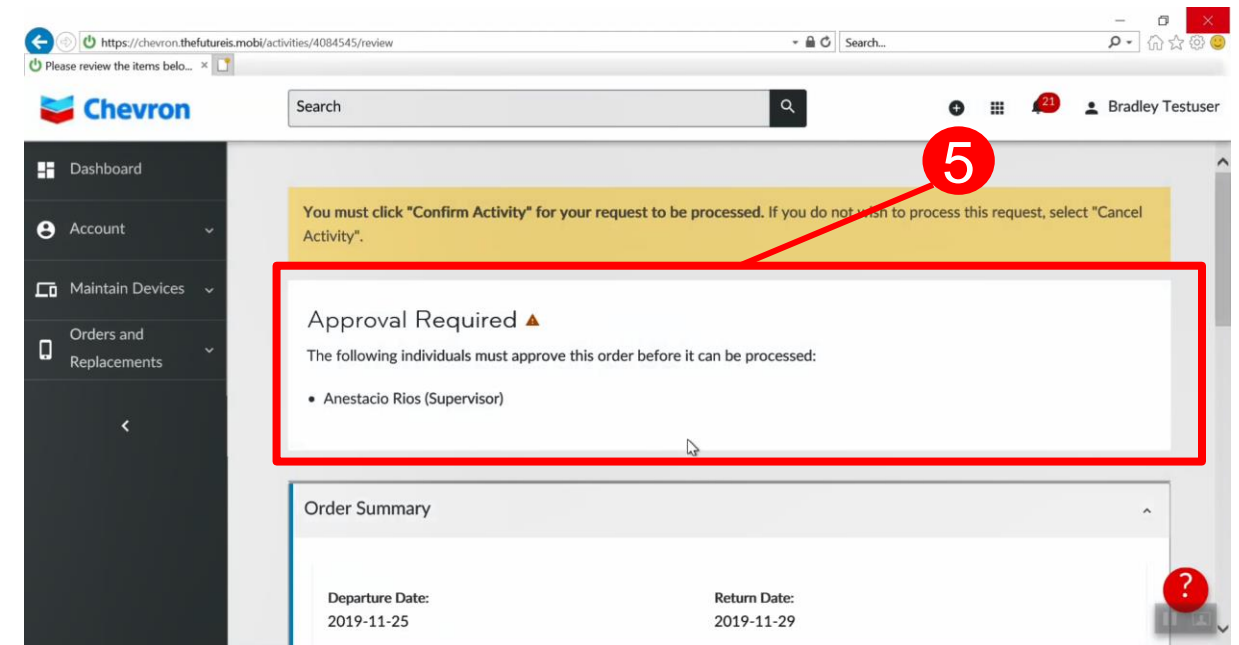 https://chevron.thefutureis.mobi/activities/4084545/review
Search...
Please review the items belo...
Chevron
Search
21
Bradley Testuser
5
Dashboard
Account
Maintain Devices
Orders and
Replacements
You must click "Confirm Activity" for your request to be processed. If you do not wish to process this request, select "Cancel
Activity".
Approval Required
The following individuals must approve this order before it can be processed:
• Anestacio Rios (Supervisor)
Order Summary
Departure Date:
2019-11-25
Return Date:
2019-11-29
?